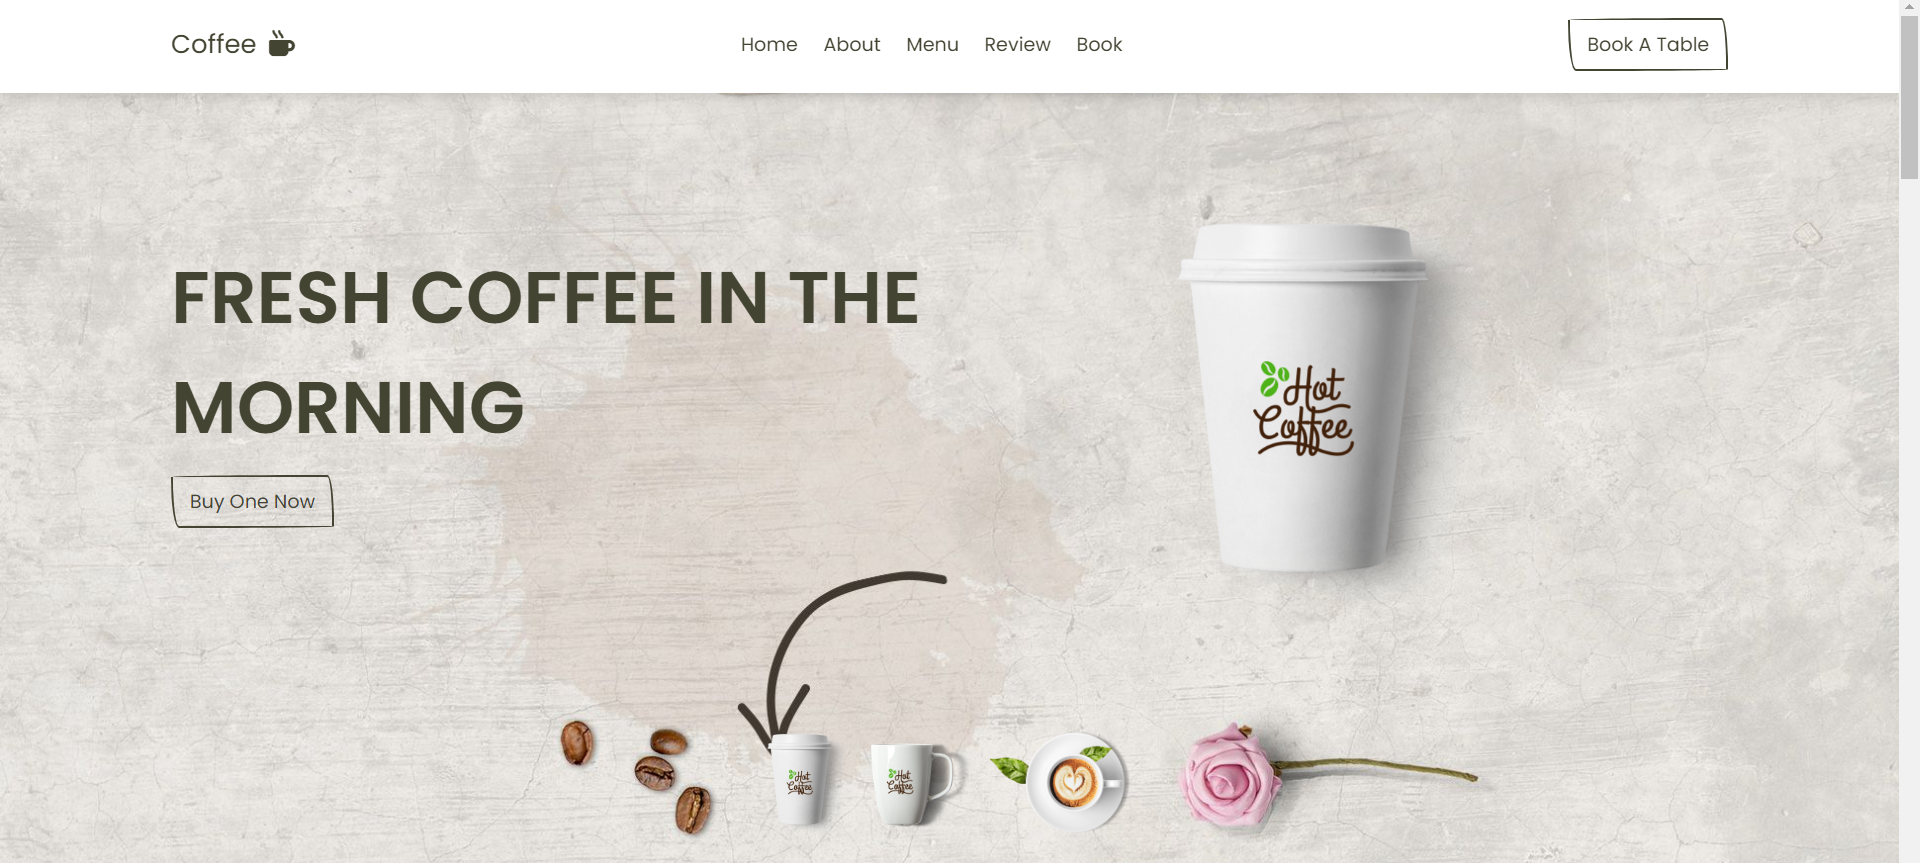 Coffee
Home About Menu Review Book
Book A Table
FRESH COFFEE IN THE
MORNING
Buy One Now
Hot
Coffee
Hot
Coffee
Hot
Coffee